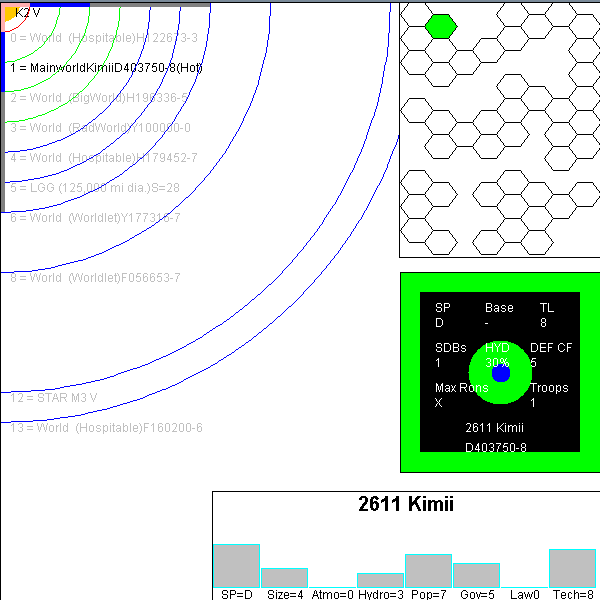 K2 V
0 = World (Hospitable)H122613-3
1 = MainworldKimiiD403750-8(Hot)
2 = World (BigWorld)H196336-5
3 = World (RadWorld)Y100000-0
4 = World (Hospitable)H179452-7
5 = LGG (125,000 mi dia.)S=28
6 = World (Worldlet)Y177315-7
8 = World (Worldlet)F056653-7
12 = STAR M3 V
13 = World (Hospitable)F160200-6
SP Base TL
D - 8
SDBs HYD DEF CF
1 30% 5
Max Rons Troops
X 1
2611 Kimii
D403750-8
2611 Kimii
SP=D Size=4 Atmo=0 Hydro=3 Pop=7 Gov=5 Law0 Tech=8